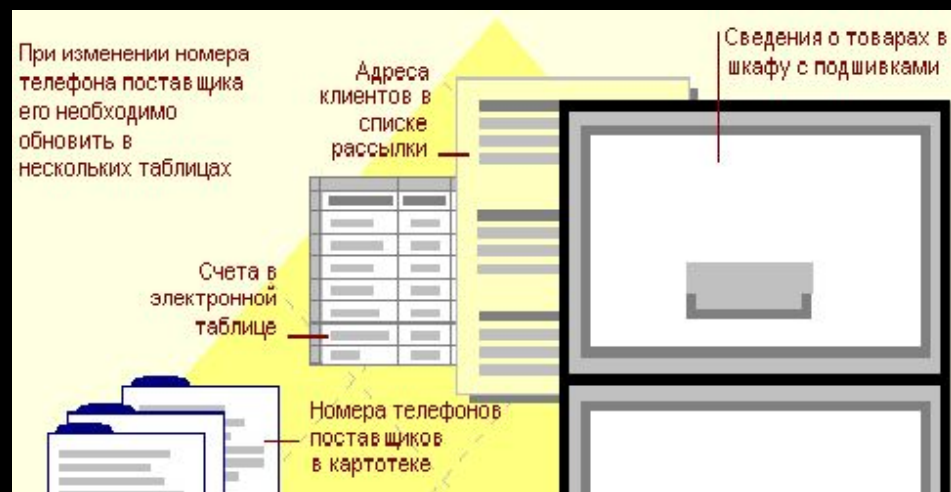 При изменении номера
телефона поставщика
его необходимо
обновить в
нескольких таблицах
Адреса
клиентов в
списке
рассылки
Сведения о товарах в
шкафу с подшивками
Счета в
электронной
таблице
Номера телефонов
поставщиков
в картотеке